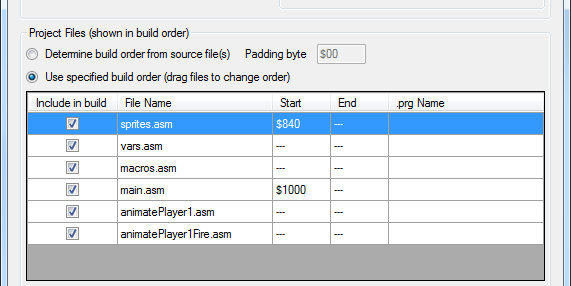 Project Files (shown in build order)
Determine build order from source file(s) Padding byte $00
Use specified build order (drag files to change order)
Include in build File Name Start End .prg Name
sprites.asm $840 ---
vars.asm --- ---
macros.asm --- ---
main.asm $1000 ---
animatePlayer1.asm --- ---
animatePlayer1Fire.asm --- ---